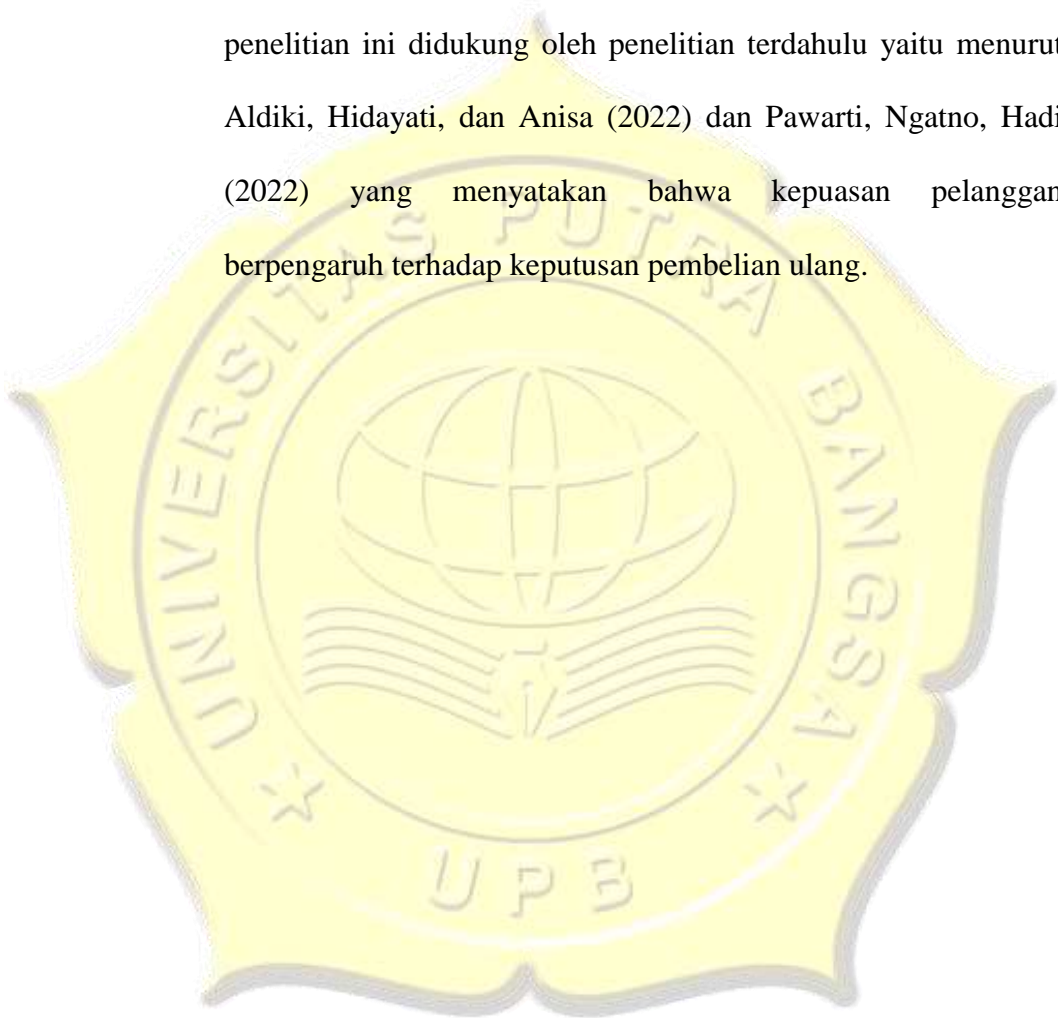 penelitian ini didukung oleh penelitian terdahulu yaitu menurut
Aldiki, Hidayati, dan Anisa (2022) dan Pawarti, Ngatno, Hadi
(2022) yang menyatakan bahwa kepuasan pelanggan
berpengaruh terhadap keputusan pembelian ulang.
UNIVERSITAS PUTRA BANGSA
UPB